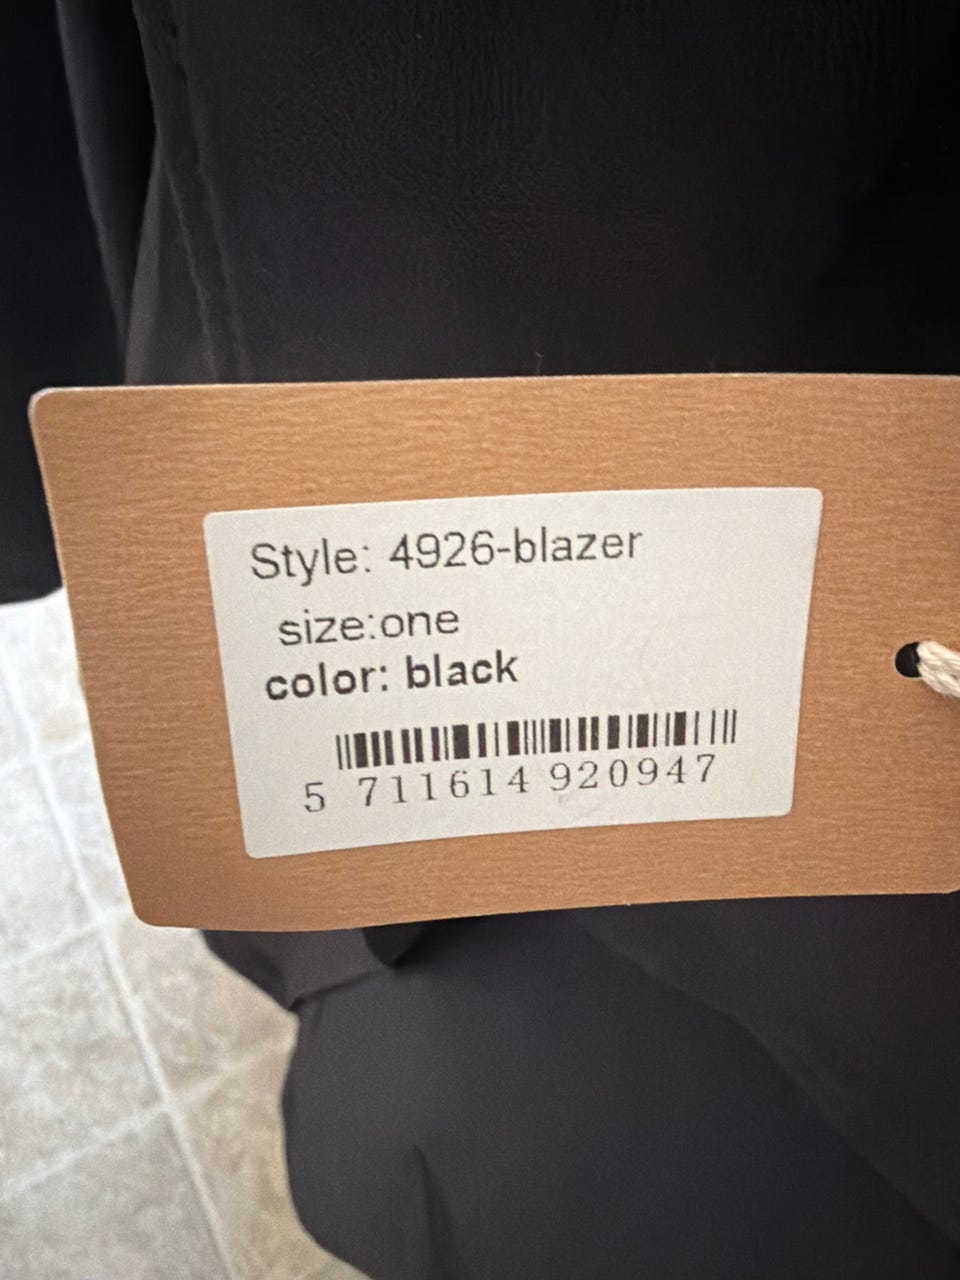 Style: 4926-blazer
size:one
color: black
5 711614 920947